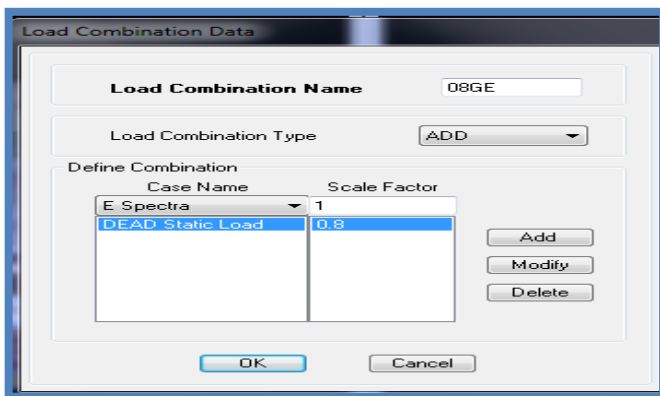 Load Combination Data
Load Combination Name 08GE
Load Combination Type ADD
Define Combination
Case Name Scale Factor
E Spectra 1
DEAD Static Load 0.8
Add
Modify
Delete
OK Cancel